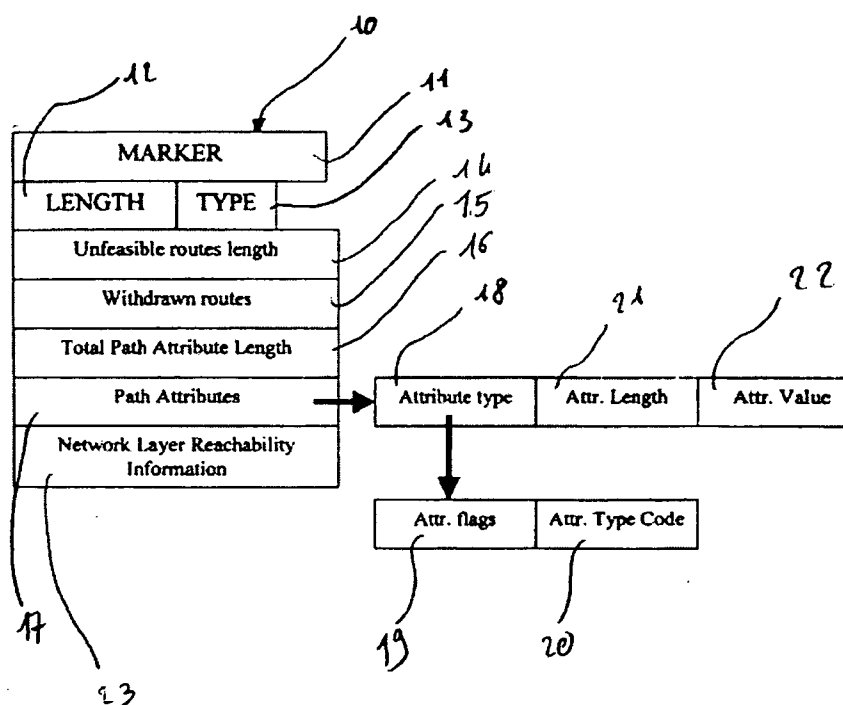 10
12
11
13
MARKER
LENGTH TYPE
14
Unfeasible routes length
15
16
Withdrawn routes
18
21
22
Total Path Attribute Length
Path Attributes
Attribute type Attr. Length Attr. Value
Network Layer Reachability
Information
Attr. flags Attr. Type Code
17
19
20
23